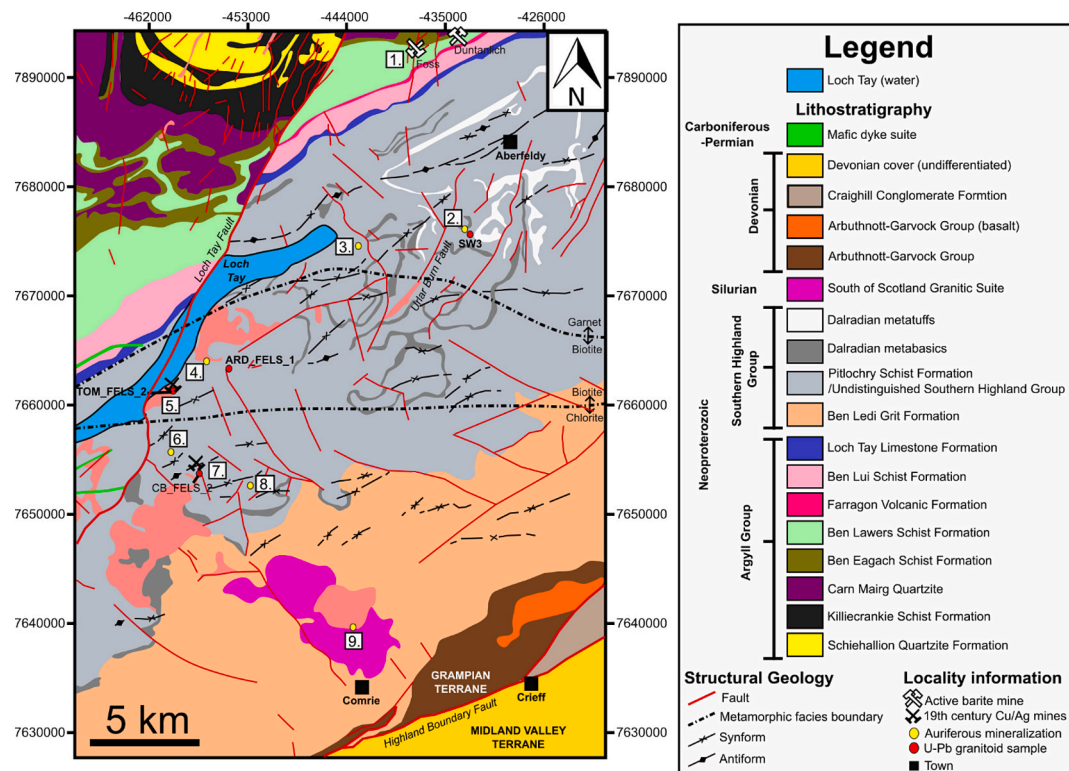 -462000
-453000
-444000
-435000
-426000
7890000
7680000
7670000
7660000
7650000
7640000
7630000
7890000
7680000
7670000
7660000
7650000
7640000
7630000
1.
Foss
Duntanlich
N
Aberfeldy
2.
SW3
3.
Loch Tay Fault
Loch
Tay
Urlar Burn Fault
Garnet
Biotite
4.
ARD_FELS_1
TOM_FELS_2
5.
Biotite
Chlorite
6.
7.
CB_FELS_2
8.
9.
Comrie
GRAMPIAN
TERRANE
Crieff
Highland Boundary Fault
MIDLAND VALLEY
TERRANE
5 km
Legend
Loch Tay (water)
Lithostratigraphy
Carboniferous
-Permian
Mafic dyke suite
Devonian
Devonian cover (undifferentiated)
Craighill Conglomerate Formtion
Arbuthnott-Garvock Group (basalt)
Arbuthnott-Garvock Group
Silurian
South of Scotland Granitic Suite
Neoproterozoic
Southern Highland
Group
Dalradian metatuffs
Dalradian metabasics
Pitlochry Schist Formation
/Undistinguished Southern Highland Group
Ben Ledi Grit Formation
Argyll Group
Loch Tay Limestone Formation
Ben Lui Schist Formation
Farragon Volcanic Formation
Ben Lawers Schist Formation
Ben Eagach Schist Formation
Carn Mairg Quartzite
Killiecrankie Schist Formation
Schiehallion Quartzite Formation
Structural Geology
Fault
Metamorphic facies boundary
Synform
Antiform
Locality information
Active barite mine
19th century Cu/Ag mines
Auriferous mineralization
U-Pb granitoid sample
Town